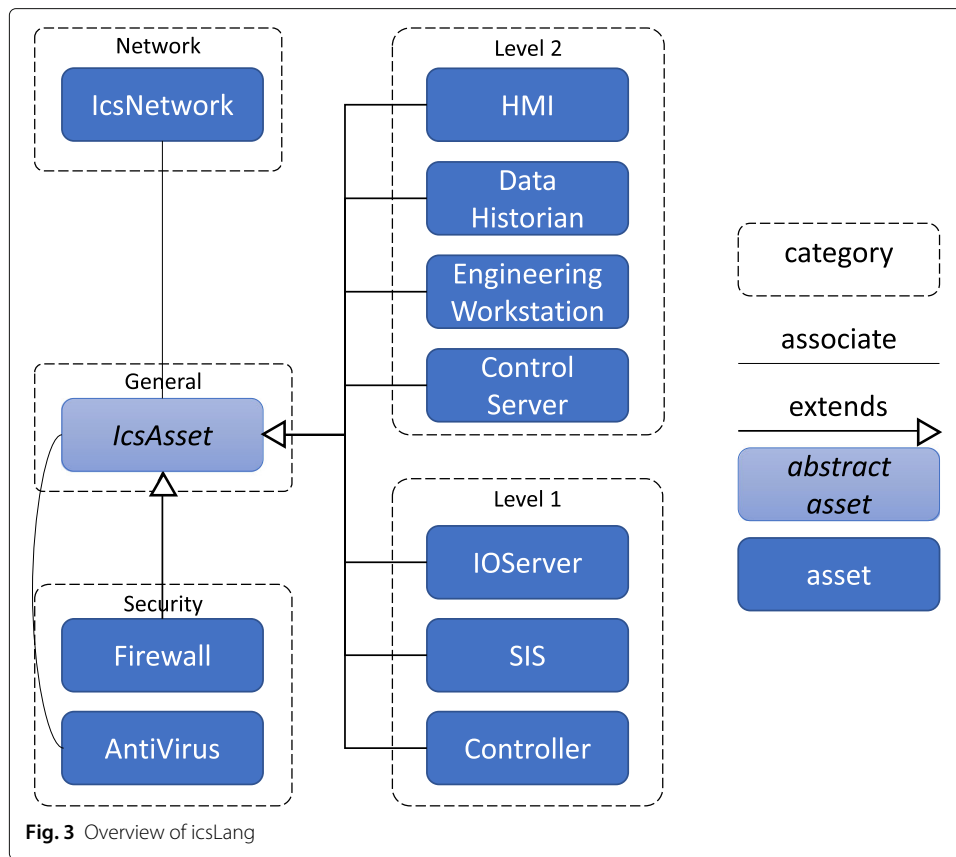 Network
IcsNetwork
General
IcsAsset
Security
Firewall
AntiVirus
Level 2
HMI
Data
Historian
Engineering
Workstation
Control
Server
Level 1
IOServer
SIS
Controller
category
associate
extends
abstract
asset
asset
Fig. 3 Overview of icsLang